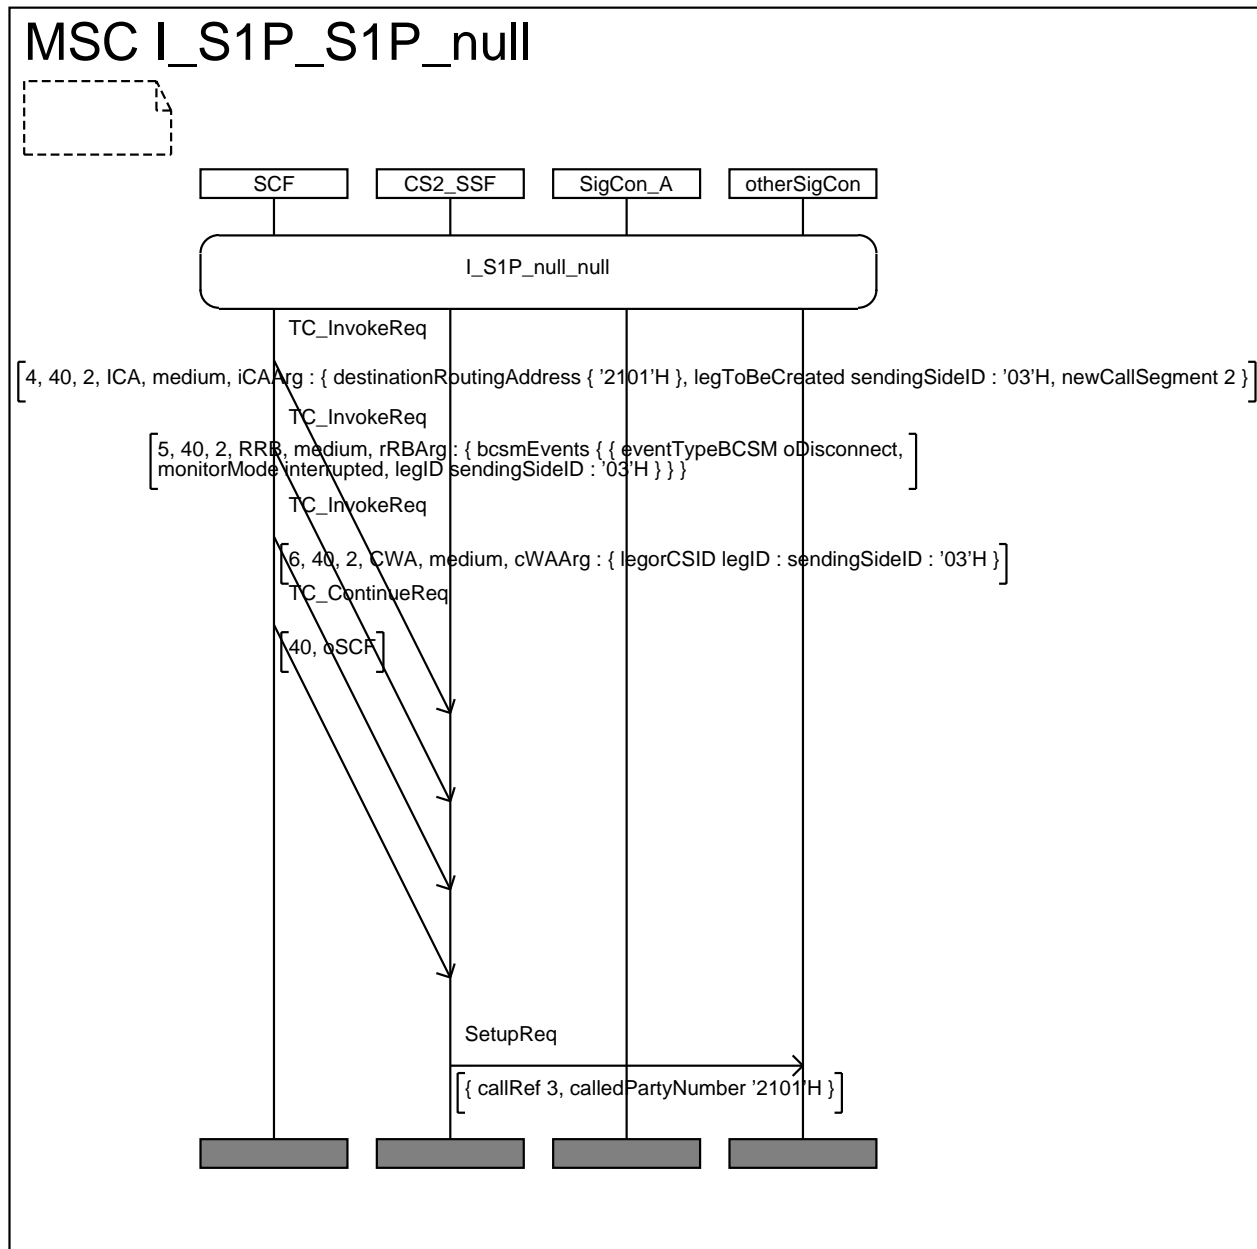 MSC I_S1P_S1P_null
SCF
CS2_SSF
SigCon_A
otherSigCon
I_S1P_null_null
TC_InvokeReq
4, 40, 2, ICA, medium, iCAArg : { destinationRoutingAddress { '2101'H }, legToBeCreated sendingSideID : '03'H, newCallSegment 2 }
TC_InvokeReq
5, 40, 2, RRB, medium, rRBArg : { bcsmEvents { { eventTypeBCSM oDisconnect,
monitorMode interrupted, legID sendingSideID : '03'H } } }
TC_InvokeReq
6, 40, 2, CWA, medium, cWAArg : { legorCSID legID : sendingSideID : '03'H }
TC_ContinueReq
40, oSCF
SetupReq
{ callRef 3, calledPartyNumber '2101'H }